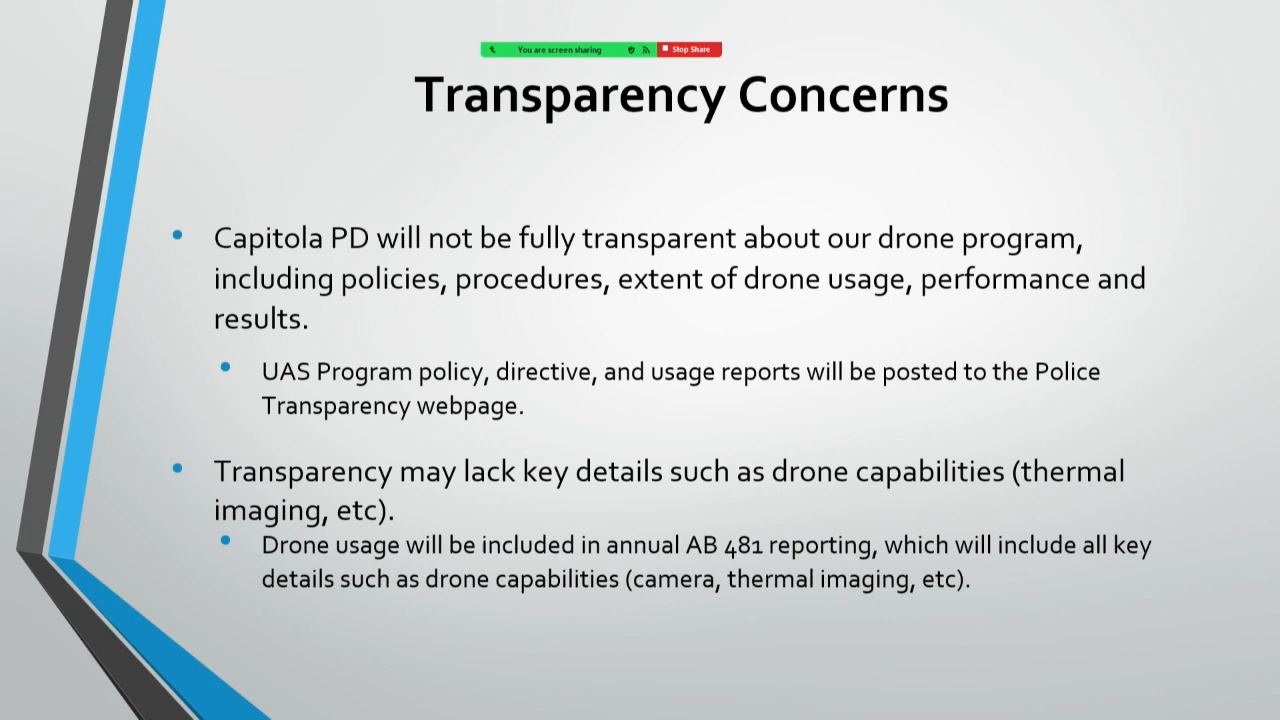 You are screen sharing Stop Share
Transparency Concerns
• Capitola PD will not be fully transparent about our drone program,
including policies, procedures, extent of drone usage, performance and
results.
• UAS Program policy, directive, and usage reports will be posted to the Police
Transparency webpage.
• Transparency may lack key details such as drone capabilities (thermal
imaging, etc).
• Drone usage will be included in annual AB 481 reporting, which will include all key
details such as drone capabilities (camera, thermal imaging, etc).